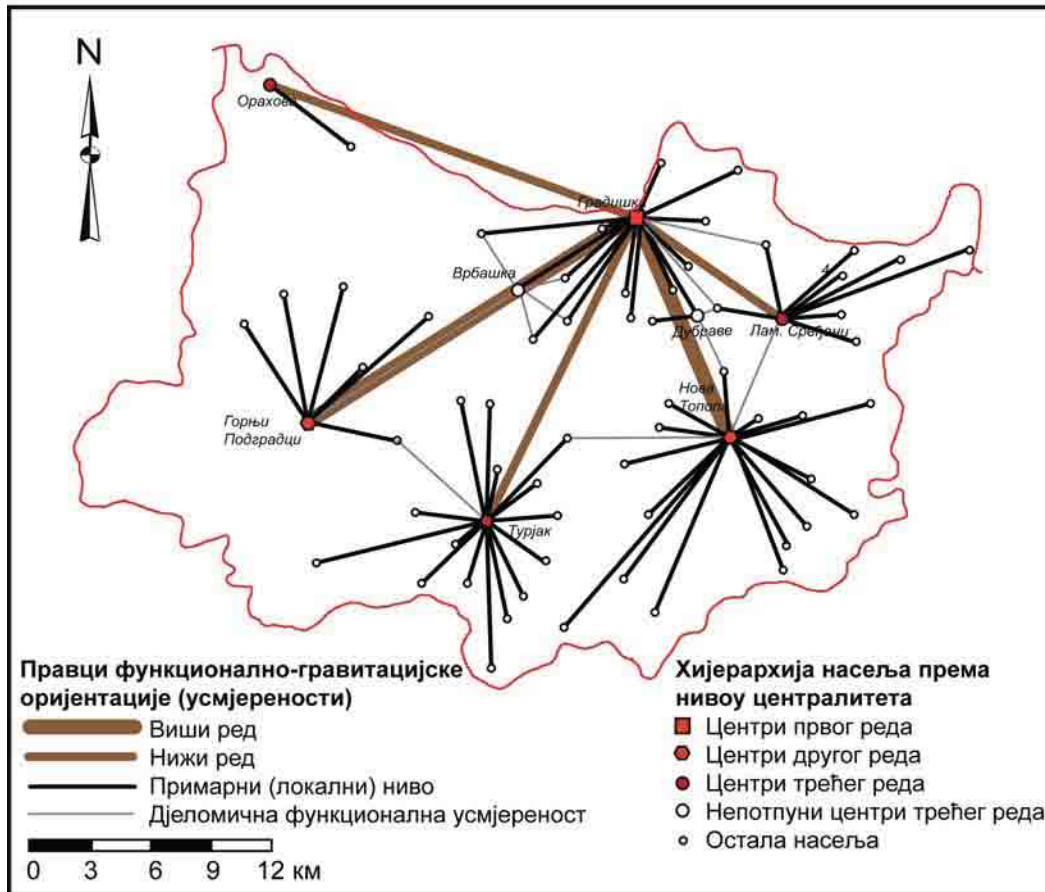 N
Орахова
Градишка
Врбашка
4
Дубраве
Лам. Сређани
Нова
Топола
Горњи
Подградци
Турјак
Правци функционално-гравитацијске
оријентације (усмјерености)
Виши ред
Нижи ред
Примарни (локални) ниво
Дјеломична функционална усмјереност
0 3 6 9 12 км
Хијерархија насеља према
нивоу централитета
Центри првог реда
Центри другог реда
Центри трећег реда
Непотпуни центри трећег реда
Остала насеља